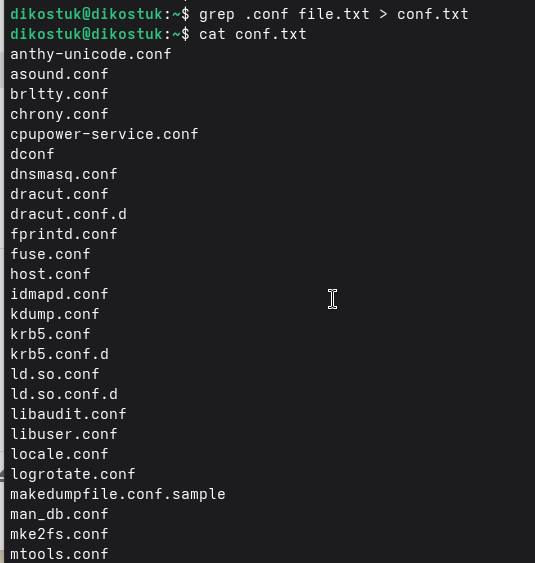 dikostuk@dikostuk:~$ grep .conf file.txt > conf.txt
dikostuk@dikostuk:~$ cat conf.txt
anthy-unicode.conf
asound.conf
brltty.conf
chrony.conf
cpupower-service.conf
dconf
dnsmasq.conf
dracut.conf
dracut.conf.d
fprintd.conf
fuse.conf
host.conf
idmapd.conf
kdump.conf
krb5.conf
krb5.conf.d
ld.so.conf
ld.so.conf.d
libaudit.conf
libuser.conf
locale.conf
logrotate.conf
makedumpfile.conf.sample
man_db.conf
mke2fs.conf
mtools.conf